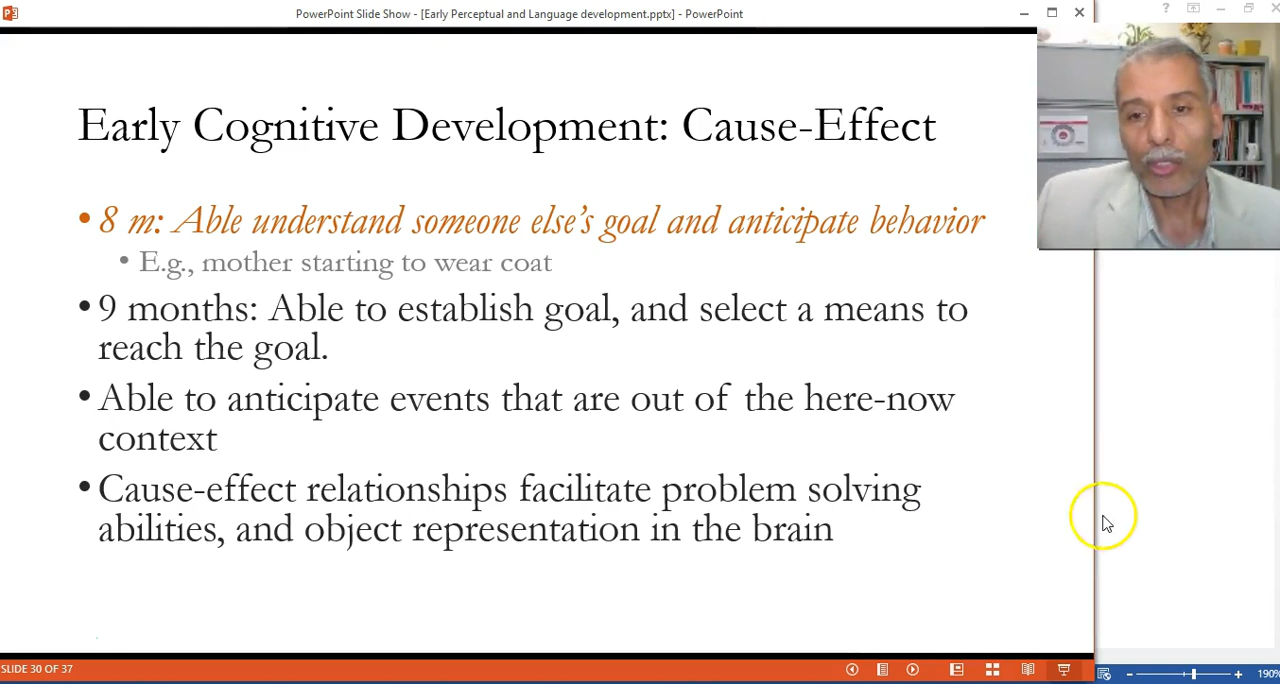 PowerPoint Slide Show - [Early Perceptual and Language development.pptx] - PowerPoint
Early Cognitive Development: Cause-Effect
• 8 m: Able understand someone else's goal and anticipate behavior
• E.g., mother starting to wear coat
• 9 months: Able to establish goal, and select a means to
reach the goal.
• Able to anticipate events that are out of the here-now
context
• Cause-effect relationships facilitate problem solving
abilities, and object representation in the brain
SLIDE 30 OF 37
190%